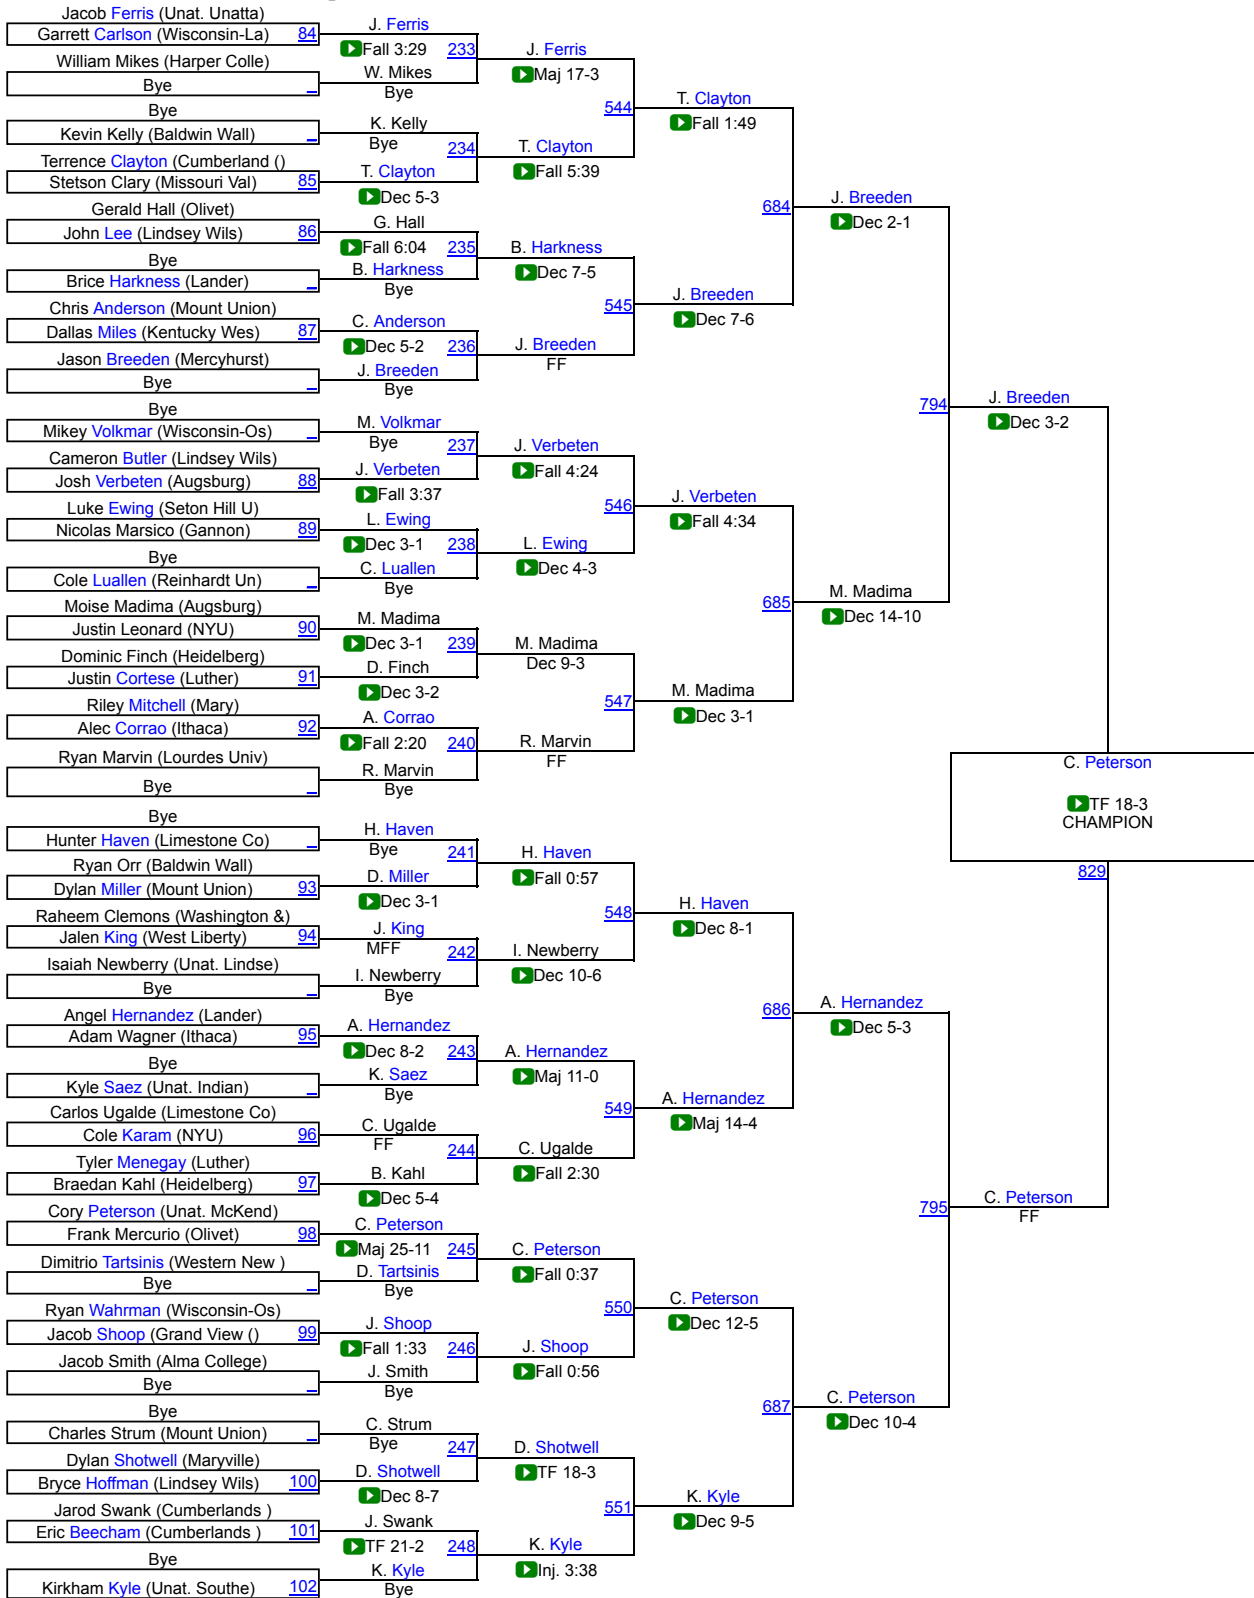 Jacob Ferris (Unat. Unatta)
Garrett Carlson (Wisconsin-La) 84
William Mikes (Harper Colle)
Bye
Bye
Kevin Kelly (Baldwin Wall)
Terrence Clayton (Cumberland ()
Stetson Clary (Missouri Val) 85
Gerald Hall (Olivet)
John Lee (Lindsey Wils) 86
Bye
Brice Harkness (Lander)
Chris Anderson (Mount Union)
Dallas Miles (Kentucky Wes) 87
Jason Breeden (Mercyhurst)
Bye
Bye
Mikey Volkmar (Wisconsin-Os)
Cameron Butler (Lindsey Wils)
Josh Verbeten (Augsburg) 88
Luke Ewing (Seton Hill U)
Nicolas Marsico (Gannon) 89
Bye
Cole Luallen (Reinhardt Un)
Moise Madima (Augsburg)
Justin Leonard (NYU) 90
Dominic Finch (Heidelberg)
Justin Cortese (Luther) 91
Riley Mitchell (Mary)
Alec Corrao (Ithaca) 92
Ryan Marvin (Lourdes Univ)
Bye
Bye
Hunter Haven (Limestone Co)
Ryan Orr (Baldwin Wall)
Dylan Miller (Mount Union) 93
Raheem Clemons (Washington &)
Jalen King (West Liberty) 94
Isaiah Newberry (Unat. Lindse)
Bye
Angel Hernandez (Lander)
Adam Wagner (Ithaca) 95
Bye
Kyle Saez (Unat. Indian)
Carlos Ugalde (Limestone Co)
Cole Karam (NYU) 96
Tyler Menegay (Luther)
Braedan Kahl (Heidelberg) 97
Cory Peterson (Unat. McKend)
Frank Mercurio (Olivet) 98
Dimitrio Tartsinis (Western New )
Bye
Ryan Wahrman (Wisconsin-Os)
Jacob Shoop (Grand View () 99
Jacob Smith (Alma College)
Bye
Bye
Charles Strum (Mount Union)
Dylan Shotwell (Maryville)
Bryce Hoffman (Lindsey Wils) 100
Jarod Swank (Cumberlands )
Eric Beecham (Cumberlands ) 101
Bye
Kirkham Kyle (Unat. Southe) 102
J. Ferris
Fall 3:29 233
W. Mikes
Bye
K. Kelly
Bye 234
T. Clayton
Dec 5-3
G. Hall
Fall 6:04 235
B. Harkness
Bye
C. Anderson
Dec 5-2 236
J. Breeden
Bye
M. Volkmar
Bye 237
J. Verbeten
Fall 3:37
L. Ewing
Dec 3-1 238
C. Luallen
Bye
M. Madima
Dec 3-1 239
D. Finch
Dec 3-2
A. Corrao
Fall 2:20 240
R. Marvin
Bye
H. Haven
Bye 241
D. Miller
Dec 3-1
J. King
MFF 242
I. Newberry
Bye
A. Hernandez
Dec 8-2 243
K. Saez
Bye
C. Ugalde
FF 244
B. Kahl
Dec 5-4
C. Peterson
Maj 25-11 245
D. Tartsinis
Bye
J. Shoop
Fall 1:33 246
J. Smith
Bye
C. Strum
Bye 247
D. Shotwell
Dec 8-7
J. Swank
TF 21-2 248
K. Kyle
Bye
J. Ferris
Maj 17-3
544
T. Clayton
Fall 5:39
B. Harkness
Dec 7-5
545
J. Breeden
FF
J. Verbeten
Fall 4:24
546
L. Ewing
Dec 4-3
M. Madima
Dec 9-3
547
R. Marvin
FF
H. Haven
Fall 0:57
548
I. Newberry
Dec 10-6
A. Hernandez
Maj 11-0
549
C. Ugalde
Fall 2:30
C. Peterson
Fall 0:37
550
J. Shoop
Fall 0:56
D. Shotwell
TF 18-3
551
K. Kyle
Inj. 3:38
T. Clayton
Fall 1:49
684
J. Breeden
Dec 7-6
J. Verbeten
Fall 4:34
685
M. Madima
Dec 3-1
H. Haven
Dec 8-1
686
A. Hernandez
Maj 14-4
C. Peterson
Dec 12-5
687
K. Kyle
Dec 9-5
J. Breeden
Dec 2-1
794
M. Madima
Dec 14-10
A. Hernandez
Dec 5-3
795
C. Peterson
Dec 10-4
J. Breeden
Dec 3-2
C. Peterson
FF
C. Peterson
TF 18-3
CHAMPION
829